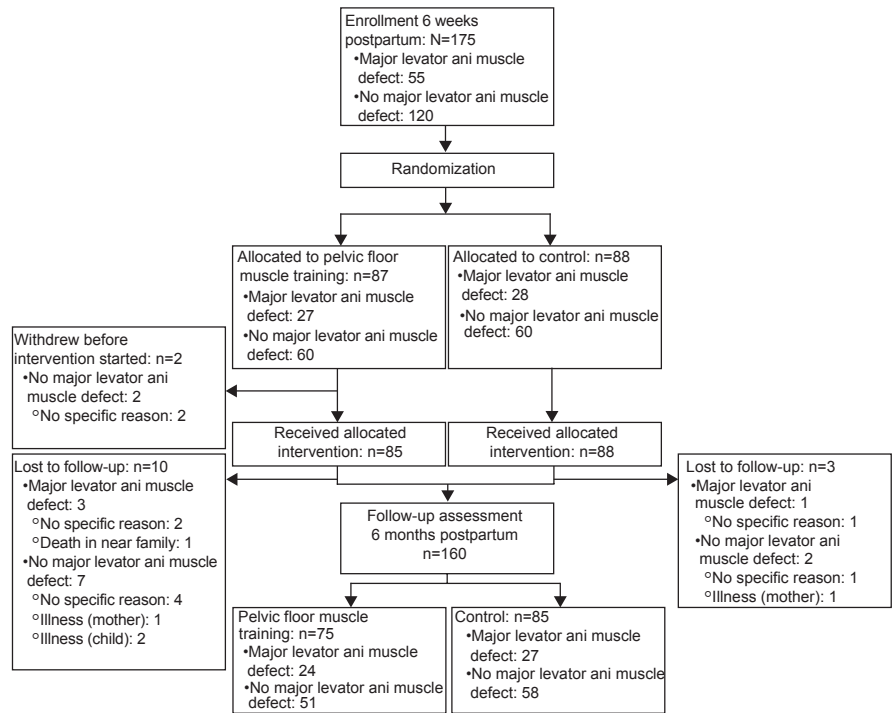 Enrollment 6 weeks
postpartum: N=175
•Major levator ani muscle
defect: 55
•No major levator ani muscle
defect: 120
Randomization
Allocated to pelvic floor
muscle training: n=87
•Major levator ani muscle
defect: 27
•No major levator ani muscle
defect: 60
Allocated to control: n=88
•Major levator ani muscle
defect: 28
•No major levator ani muscle
defect: 60
Withdrew before
intervention started: n=2
•No major levator ani
muscle defect: 2
○No specific reason: 2
Received allocated
intervention: n=85
Received allocated
intervention: n=88
Lost to follow-up: n=10
•Major levator ani muscle
defect: 3
○No specific reason: 2
○Death in near family: 1
•No major levator ani muscle
defect: 7
○No specific reason: 4
○Illness (mother): 1
○Illness (child): 2
Lost to follow-up: n=3
•Major levator ani
muscle defect: 1
○No specific reason: 1
•No major levator ani
muscle defect: 2
○No specific reason: 1
○Illness (mother): 1
Follow-up assessment
6 months postpartum
n=160
Pelvic floor muscle
training: n=75
•Major levator ani muscle
defect: 24
•No major levator ani muscle
defect: 51
Control: n=85
•Major levator ani muscle
defect: 27
•No major levator ani muscle
defect: 58